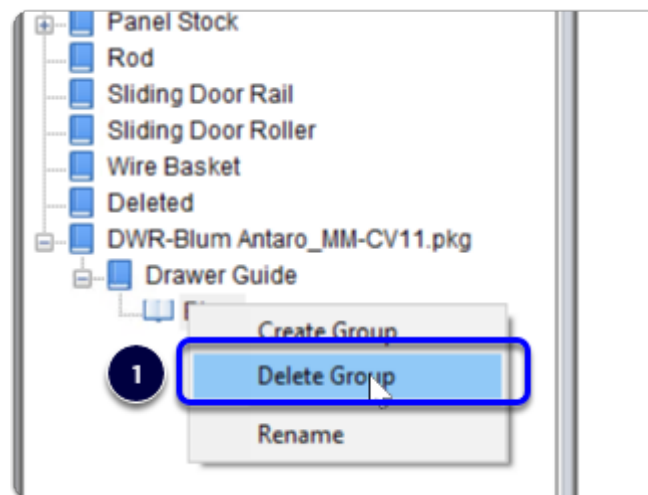 Panel Stock
Rod
Sliding Door Rail
Sliding Door Roller
Wire Basket
Deleted
DWR-Blum Antaro_MM-CV11.pkg
Drawer Guide
Create Group
1
Delete Group
Rename